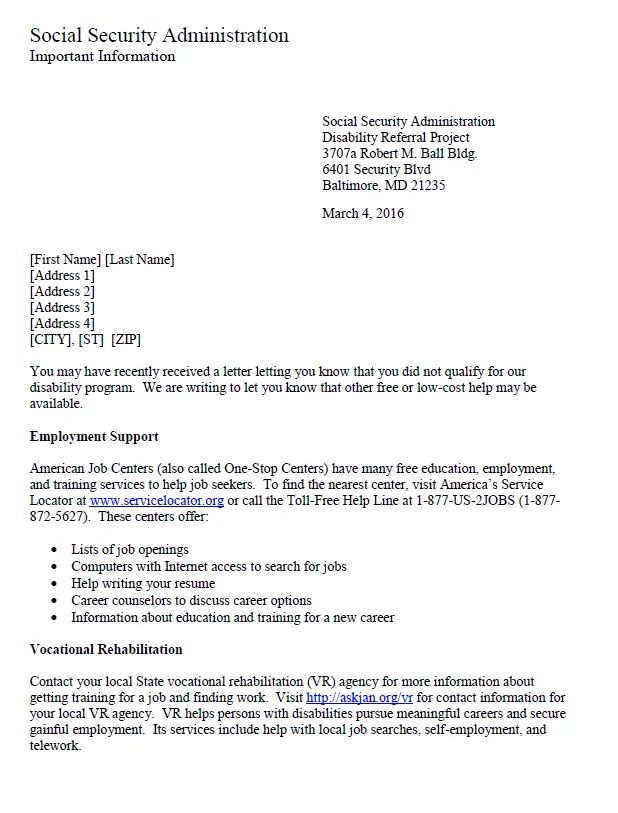 Social Security Administration
Important Information
Social Security Administration
Disability Referral Project
3707a Robert M. Ball Bldg.
6401 Security Blvd
Baltimore, MD 21235
March 4, 2016
[First Name] [Last Name]
[Address 1]
[Address 2]
[Address 3]
[Address 4]
[CITY], [ST]  [ZIP]
You may have recently received a letter letting you know that you did not qualify for our
disability program.  We are writing to let you know that other free or low-cost help may be
available.
Employment Support
American Job Centers (also called One-Stop Centers) have many free education, employment,
and training services to help job seekers.  To find the nearest center, visit America's Service
Locator at www.servicelocator.org or call the Toll-Free Help Line at 1-877-US-2JOBS (1-877-
872-5627).  These centers offer:
• Lists of job openings
• Computers with Internet access to search for jobs
• Help writing your resume
• Career counselors to discuss career options
• Information about education and training for a new career
Vocational Rehabilitation
Contact your local State vocational rehabilitation (VR) agency for more information about
getting training for a job and finding work.  Visit http://askjan.org/vr for contact information for
your local VR agency.  VR helps persons with disabilities pursue meaningful careers and secure
gainful employment.  Its services include help with local job searches, self-employment, and
telework.